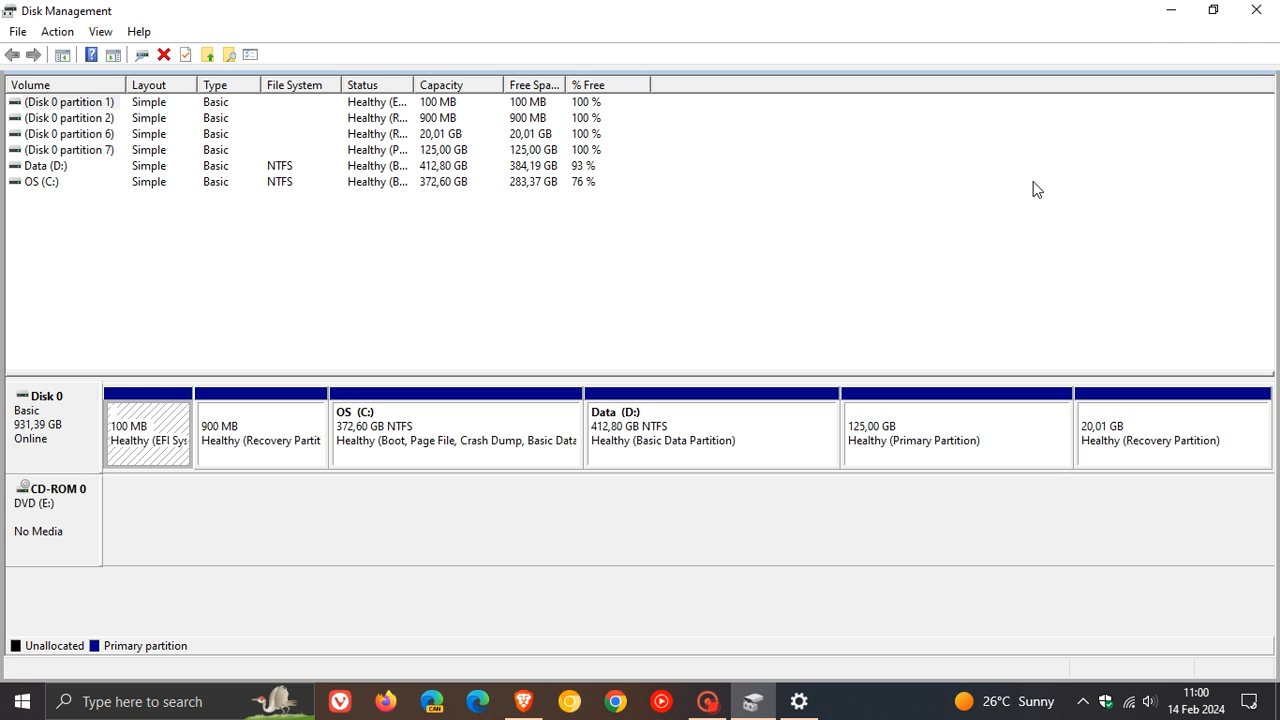 Disk Management
File Action View Help
Volume Layout Type File System Status Capacity Free Spa... % Free
(Disk 0 partition 1) Simple Basic Healthy (E... 100 MB 100 MB 100 %
(Disk 0 partition 2) Simple Basic Healthy (R... 900 MB 900 MB 100 %
(Disk 0 partition 6) Simple Basic Healthy (R... 20,01 GB 20,01 GB 100 %
(Disk 0 partition 7) Simple Basic Healthy (P... 125,00 GB 125,00 GB 100 %
Data (D:) Simple Basic NTFS Healthy (B... 412,80 GB 384,19 GB 93 %
OS (C:) Simple Basic NTFS Healthy (B... 372,60 GB 283,37 GB 76 %
Disk 0
Basic
931,39 GB
Online
100 MB
Healthy (EFI Sys
900 MB
Healthy (Recovery Partit
OS (C:)
372,60 GB NTFS
Healthy (Boot, Page File, Crash Dump, Basic Data
Data (D:)
412,80 GB NTFS
Healthy (Basic Data Partition)
125,00 GB
Healthy (Primary Partition)
20,01 GB
Healthy (Recovery Partition)
CD-ROM 0
DVD (E:)
No Media
Unallocated Primary partition
Type here to search
CAN
26°C Sunny
11:00
14 Feb 2024